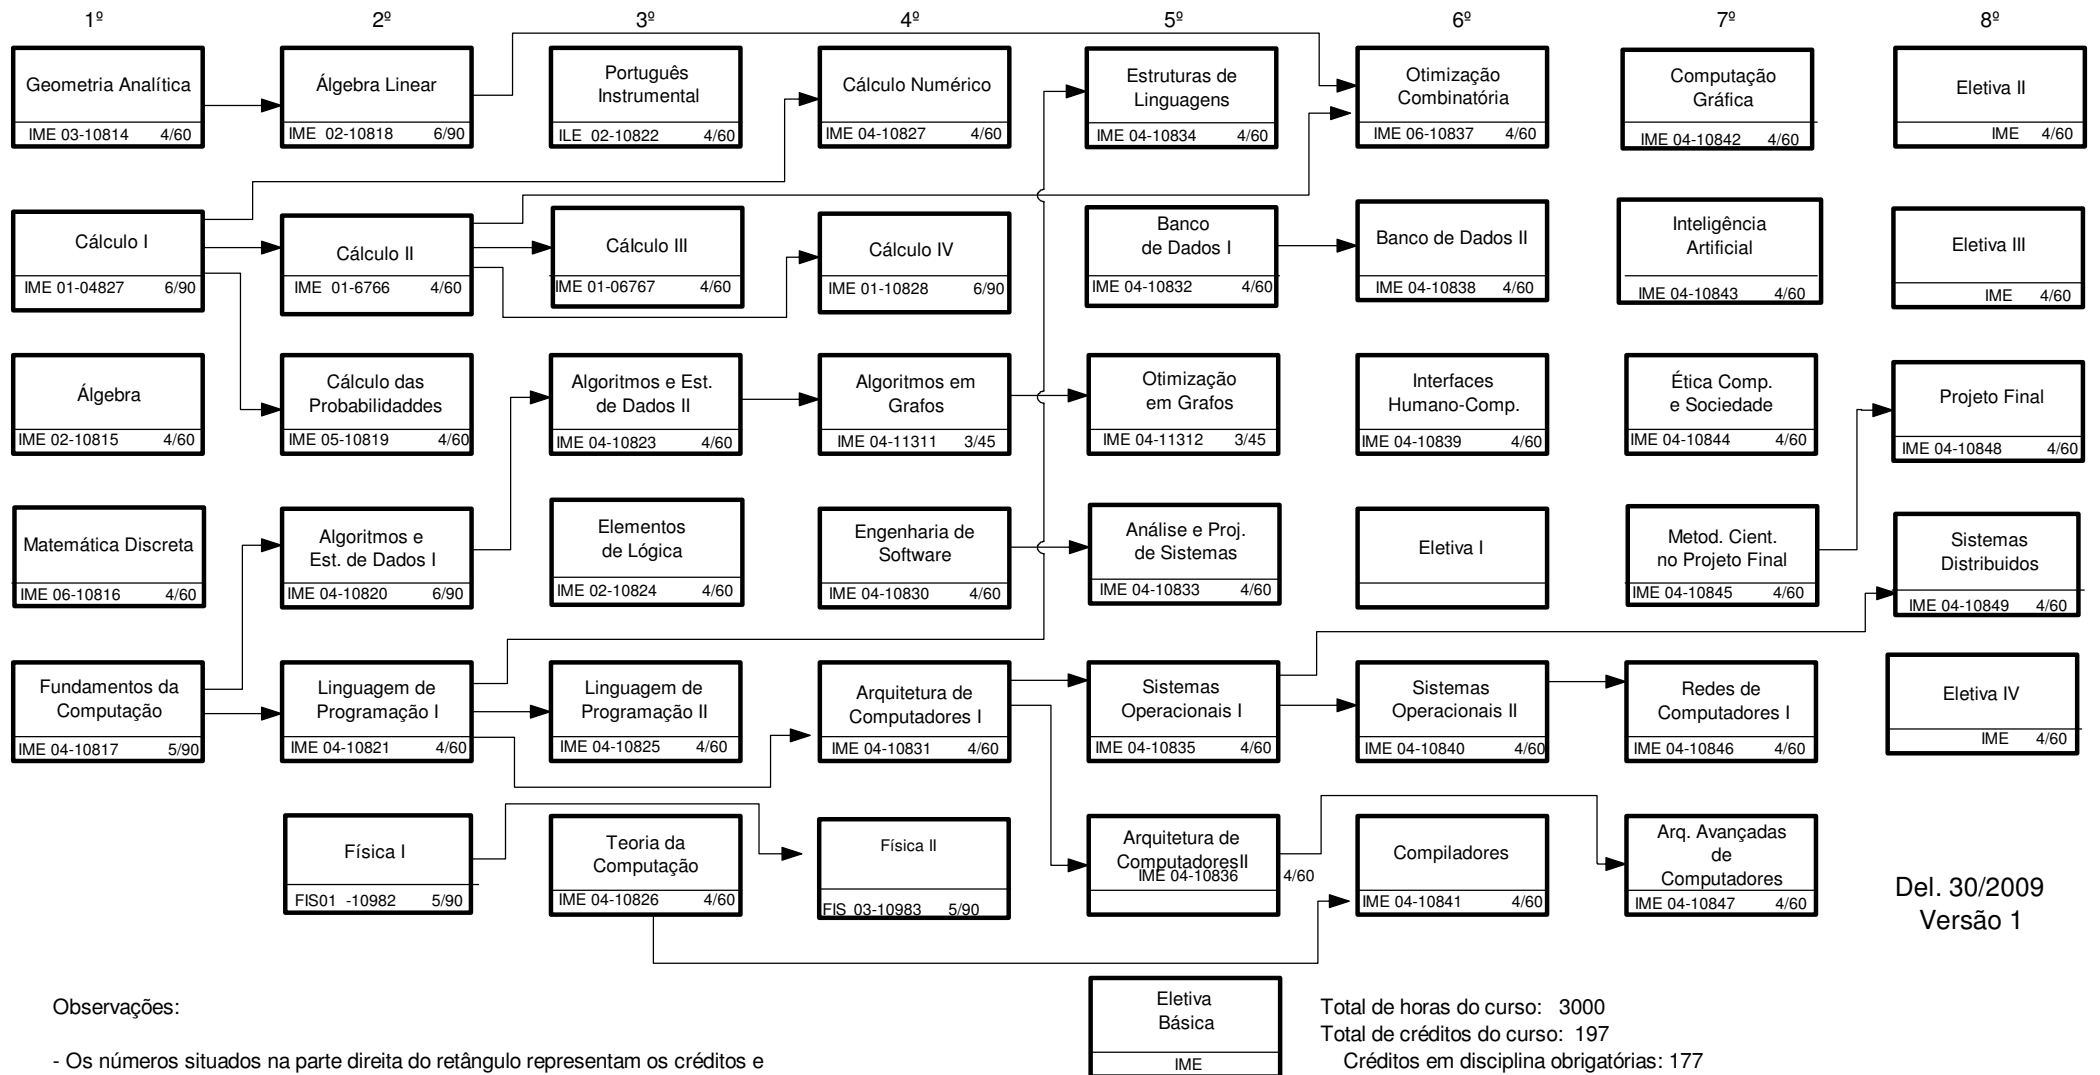 1º 2º 3º 4º 5º 6º 7º 8º
Geometria Analítica
IME 03-10814 4/60
Álgebra Linear
IME 02-10818 6/90
Português
Instrumental
ILE 02-10822 4/60
Cálculo Numérico
IME 04-10827 4/60
Estruturas de
Linguagens
IME 04-10834 4/60
Otimização
Combinatória
IME 06-10837 4/60
Computação
Gráfica
IME 04-10842 4/60
Eletiva II
IME 4/60
Cálculo I
IME 01-04827 6/90
Cálculo II
IME 01-6766 4/60
Cálculo III
IME 01-06767 4/60
Cálculo IV
IME 01-10828 6/90
Banco
de Dados I
IME 04-10832 4/60
Banco de Dados II
IME 04-10838 4/60
Inteligência
Artificial
IME 04-10843 4/60
Eletiva III
IME 4/60
Álgebra
IME 02-10815 4/60
Cálculo das
Probabilidaddes
IME 05-10819 4/60
Algoritmos e Est.
de Dados II
IME 04-10823 4/60
Algoritmos em
Grafos
IME 04-11311 3/45
Otimização
em Grafos
IME 04-11312 3/45
Interfaces
Humano-Comp.
IME 04-10839 4/60
Ética Comp.
e Sociedade
IME 04-10844 4/60
Projeto Final
IME 04-10848 4/60
Matemática Discreta
IME 06-10816 4/60
Algoritmos e
Est. de Dados I
IME 04-10820 6/90
Elementos
de Lógica
IME 02-10824 4/60
Engenharia de
Software
IME 04-10830 4/60
Análise e Proj.
de Sistemas
IME 04-10833 4/60
Eletiva I
Metod. Cient.
no Projeto Final
IME 04-10845 4/60
Sistemas
Distribuidos
IME 04-10849 4/60
Fundamentos da
Computação
IME 04-10817 5/90
Linguagem de
Programação I
IME 04-10821 4/60
Linguagem de
Programação II
IME 04-10825 4/60
Arquitetura de
Computadores I
IME 04-10831 4/60
Sistemas
Operacionais I
IME 04-10835 4/60
Sistemas
Operacionais II
IME 04-10840 4/60
Redes de
Computadores I
IME 04-10846 4/60
Eletiva IV
IME 4/60
Física I
FIS01 -10982 5/90
Teoria da
Computação
IME 04-10826 4/60
Física II
FIS 03-10983 5/90
Arquitetura de
ComputadoresII
IME 04-10836 4/60
Compiladores
IME 04-10841 4/60
Arq. Avançadas
de
Computadores
IME 04-10847 4/60
Del. 30/2009
Versão 1
Observações:
- Os números situados na parte direita do retângulo representam os créditos e
Eletiva
Básica
IME
Total de horas do curso: 3000
Total de créditos do curso: 197
Créditos em disciplina obrigatórias: 177